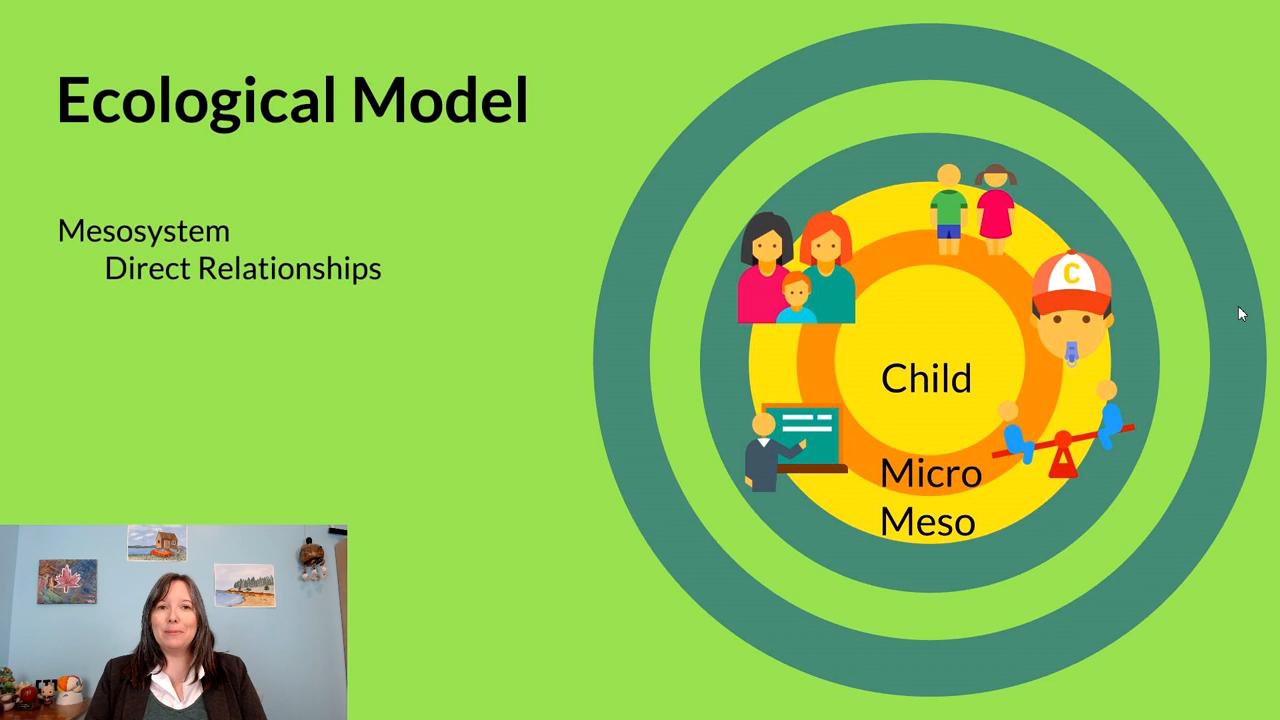 Ecological Model
Mesosystem
Direct Relationships
C
Child
Micro
Meso